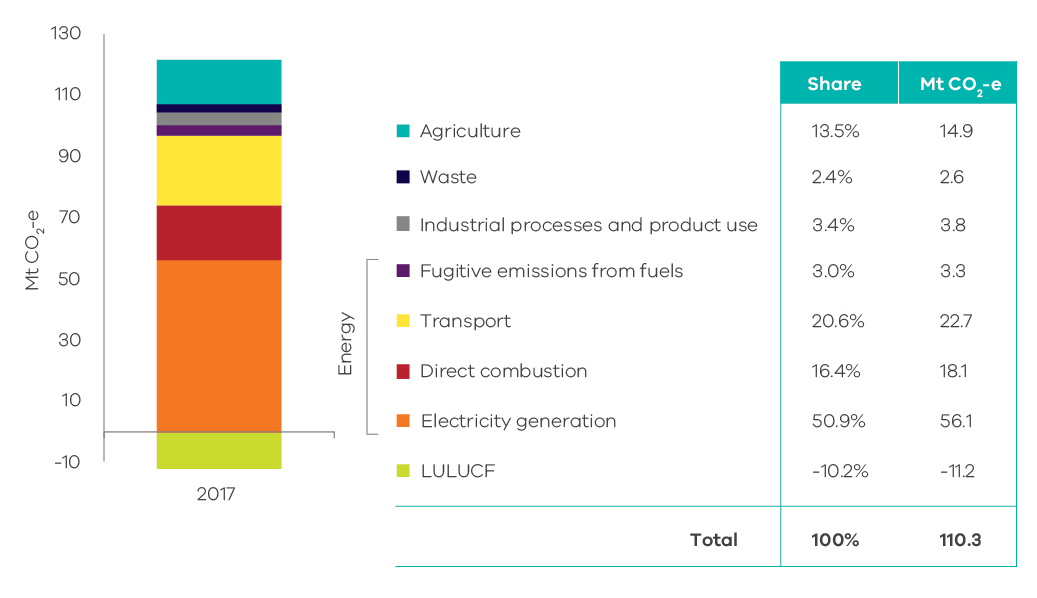 130
110
90
70
50
30
10
-10
Mt CO2-e
2017
Energy
Share Mt CO2-e
Agriculture 13.5% 14.9
Waste 2.4% 2.6
Industrial processes and product use 3.4% 3.8
Fugitive emissions from fuels 3.0% 3.3
Transport 20.6% 22.7
Direct combustion 16.4% 18.1
Electricity generation 50.9% 56.1
LULUCF -10.2% -11.2
Total 100% 110.3